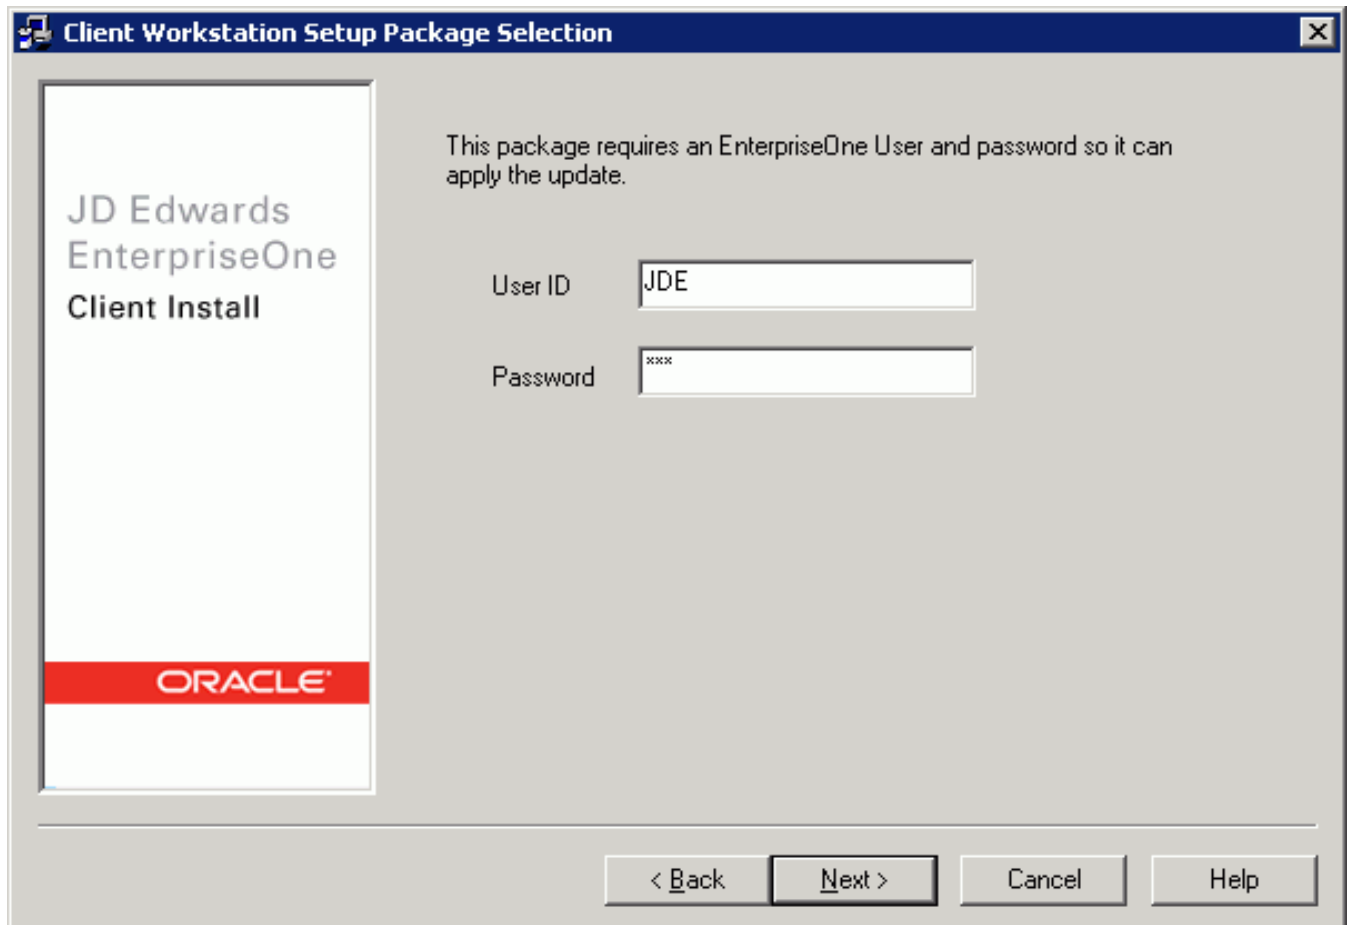 Client Workstation Setup Package Selection
JD Edwards
EnterpriseOne
Client Install
ORACLE
This package requires an EnterpriseOne User and password so it can
apply the update.
User ID
JDE
Password
***
< Back
Next >
Cancel
Help